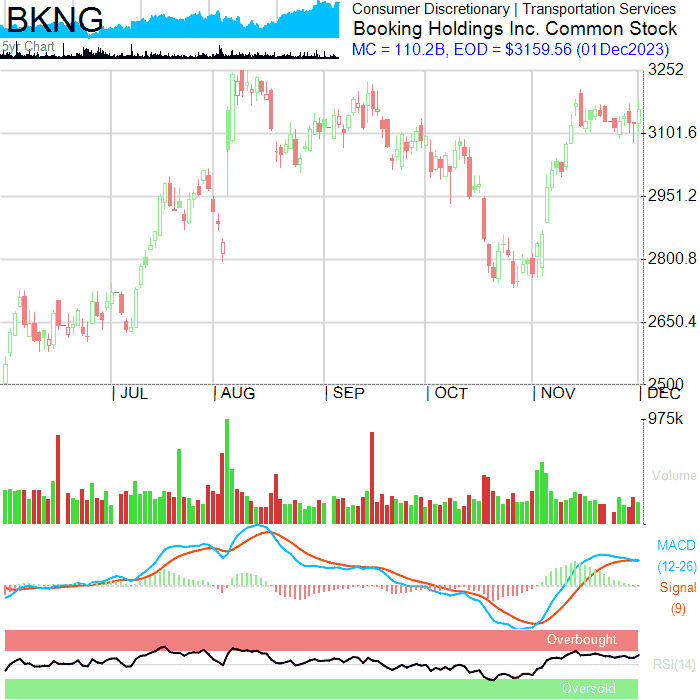 BKNG
5yr Chart
Consumer Discretionary | Transportation Services
Booking Holdings Inc. Common Stock
MC = 110.2B, EOD = $3159.56 (01Dec2023)
3252
3101.6
2951.2
2800.8
2650.4
2500
JUL AUG SEP OCT NOV DEC
975k
Volume
MACD
(12-26)
Signal
(9)
Overbought
RSI(14)
Oversold